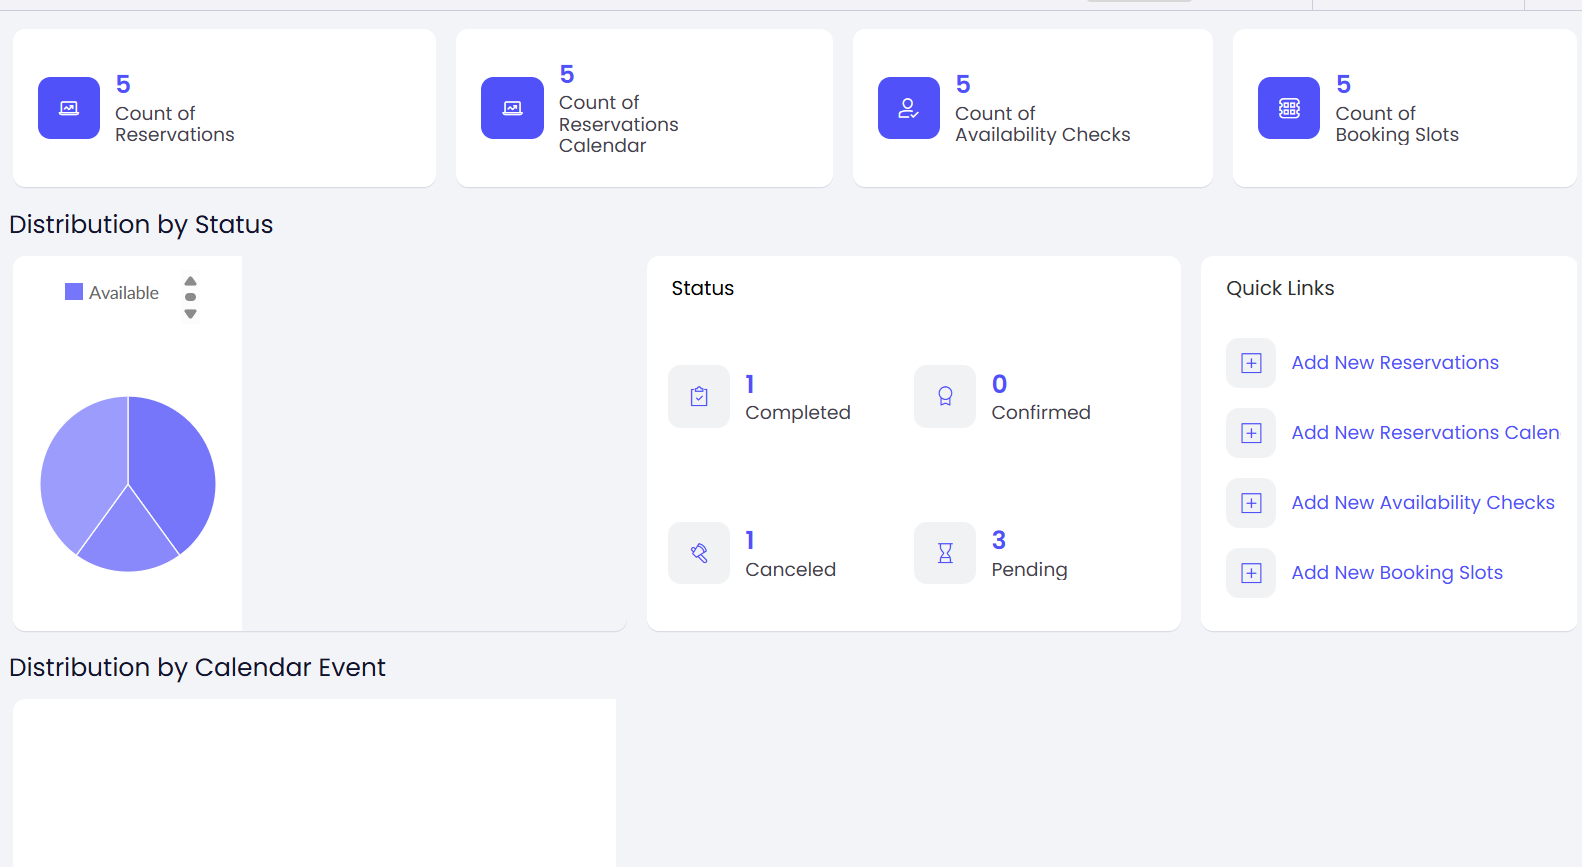 5
Count of
Reservations
5
Count of
Reservations
Calendar
5
Count of
Availability Checks
5
Count of
Booking Slots
Distribution by Status
Available
Status
1
Completed
0
Confirmed
1
Canceled
3
Pending
Quick Links
Add New Reservations
Add New Reservations Calen
Add New Availability Checks
Add New Booking Slots
Distribution by Calendar Event